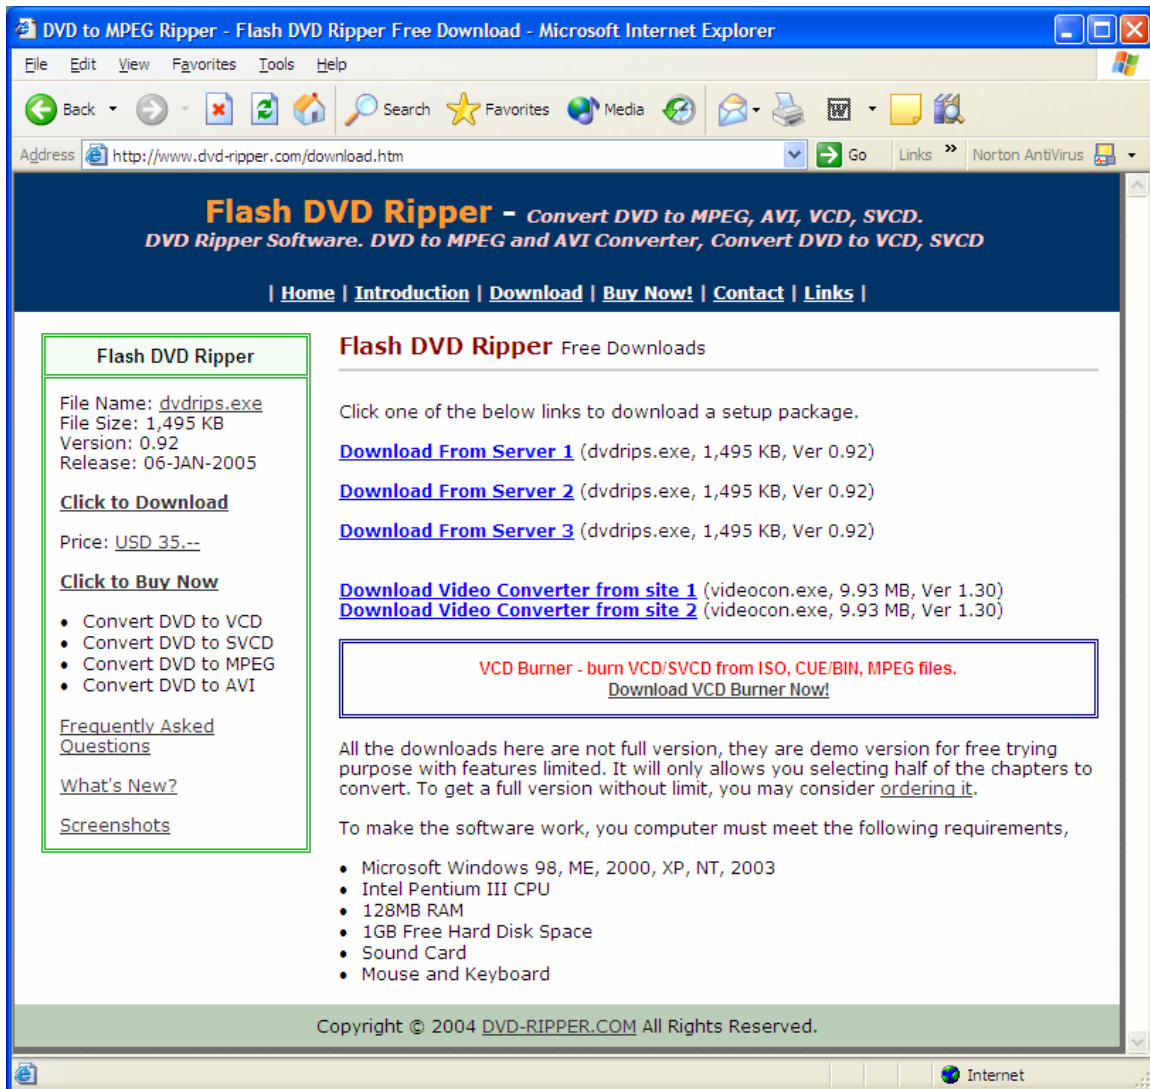 DVD to MPEG Ripper - Flash DVD Ripper Free Download - Microsoft Internet Explorer
File Edit View Favorites Tools Help
Back Search Favorites Media
Address http://www.dvd-ripper.com/download.htm Go Links » Norton AntiVirus
Flash DVD Ripper - Convert DVD to MPEG, AVI, VCD, SVCD.
DVD Ripper Software. DVD to MPEG and AVI Converter, Convert DVD to VCD, SVCD
| Home | Introduction | Download | Buy Now! | Contact | Links |
Flash DVD Ripper
File Name: dvdrips.exe
File Size: 1,495 KB
Version: 0.92
Release: 06-JAN-2005
Click to Download
Price: USD 35.--
Click to Buy Now
• Convert DVD to VCD
• Convert DVD to SVCD
• Convert DVD to MPEG
• Convert DVD to AVI
Frequently Asked
Questions
What's New?
Screenshots
Flash DVD Ripper Free Downloads
Click one of the below links to download a setup package.
Download From Server 1 (dvdrips.exe, 1,495 KB, Ver 0.92)
Download From Server 2 (dvdrips.exe, 1,495 KB, Ver 0.92)
Download From Server 3 (dvdrips.exe, 1,495 KB, Ver 0.92)
Download Video Converter from site 1 (videocon.exe, 9.93 MB, Ver 1.30)
Download Video Converter from site 2 (videocon.exe, 9.93 MB, Ver 1.30)
VCD Burner - burn VCD/SVCD from ISO, CUE/BIN, MPEG files.
Download VCD Burner Now!
All the downloads here are not full version, they are demo version for free trying
purpose with features limited. It will only allows you selecting half of the chapters to
convert. To get a full version without limit, you may consider ordering it.
To make the software work, you computer must meet the following requirements,
• Microsoft Windows 98, ME, 2000, XP, NT, 2003
• Intel Pentium III CPU
• 128MB RAM
• 1GB Free Hard Disk Space
• Sound Card
• Mouse and Keyboard
Copyright © 2004 DVD-RIPPER.COM All Rights Reserved.
Internet